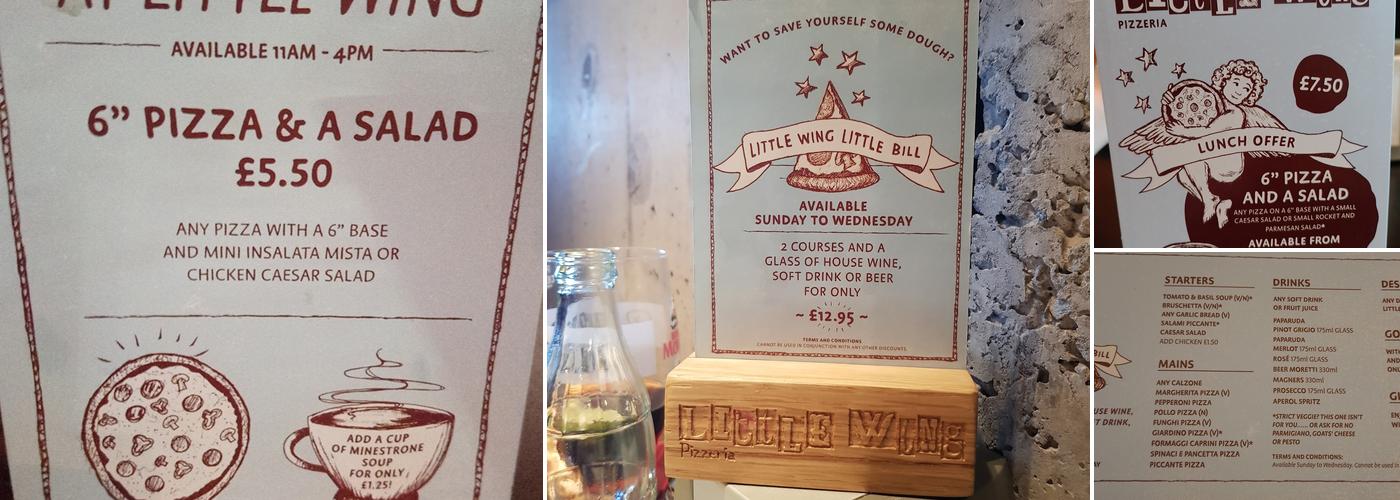 AT LITTLE WING
AVAILABLE 11AM - 4PM
6" PIZZA & A SALAD
£5.50
ANY PIZZA WITH A 6" BASE
AND MINI INSALATA MISTA OR
CHICKEN CAESAR SALAD
ADD A CUP
OF MINESTRONE
SOUP
FOR ONLY
£1.25!
WANT TO SAVE YOURSELF SOME DOUGH?
LITTLE WING LITTLE BILL
AVAILABLE
SUNDAY TO WEDNESDAY
2 COURSES AND A
GLASS OF HOUSE WINE,
SOFT DRINK OR BEER
FOR ONLY
~ £12.95 ~
TERMS AND CONDITIONS
CANNOT BE USED IN CONJUNCTION WITH ANY OTHER DISCOUNTS.
LITTLE WING
Pizzeria
LITTLE WING
PIZZERIA
£7.50
LUNCH OFFER
6" PIZZA
AND A SALAD
ANY PIZZA ON A 6" BASE WITH A SMALL
CAESAR SALAD OR SMALL ROCKET AND
PARMESAN SALAD*
AVAILABLE FROM
STARTERS
TOMATO & BASIL SOUP (V/N)*
BRUSCHETTA (V/N)*
ANY GARLIC BREAD (V)
SALAMI PICCANTE*
CAESAR SALAD
ADD CHICKEN £1.50
MAINS
ANY CALZONE
MARGHERITA PIZZA (V)
PEPPERONI PIZZA
POLLO PIZZA (N)
FUNGHI PIZZA (V)
GIARDINO PIZZA (V)*
FORMAGGI CAPRINI PIZZA (V)*
SPINACI E PANCETTA PIZZA
PICCANTE PIZZA
DRINKS
ANY SOFT DRINK
OR FRUIT JUICE
PAPARUDA
PINOT GRIGIO 175ml GLASS
PAPARUDA
MERLOT 175ml GLASS
ROSÉ 175ml GLASS
BEER MORETTI 330ml
MAGNERS 330ml
PROSECCO 175ml GLASS
APEROL SPRITZ
*STRICT VEGGIE? THIS ONE ISN'T
FOR YOU..... OR ASK FOR NO
PARMIGIANO, GOATS' CHEESE
OR PESTO
TERMS AND CONDITIONS:
Available Sunday to Wednesday. Cannot be used in
BILL
USE WINE,
T DRINK,
DES